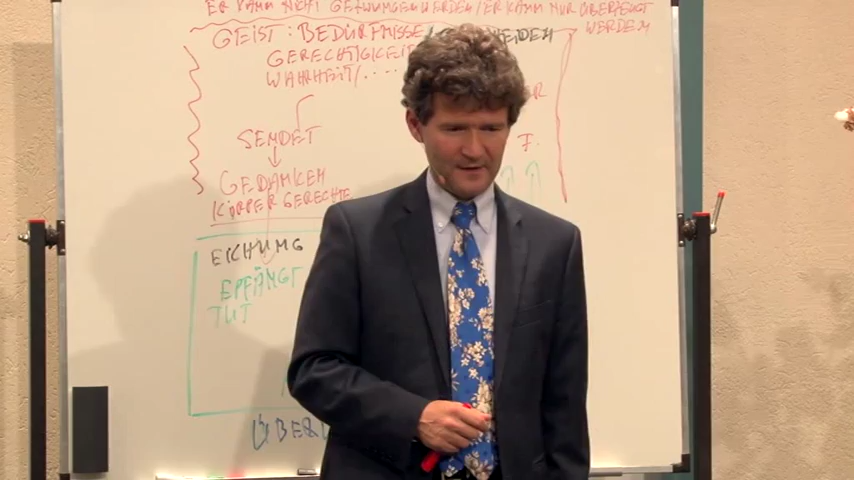 ER KANN NICHT GEZWUNGEN WERDEN/ER KANN NUR ÜBERZEUGT
WERDEN
GEIST: BEDÜRFNISSE
GERECHTIGKEIT
WAHRHEIT/.....
SENDET
GEDANKEN
KÖRPER GERECHTE
EICHUNG
EPFÄNGT
TUT